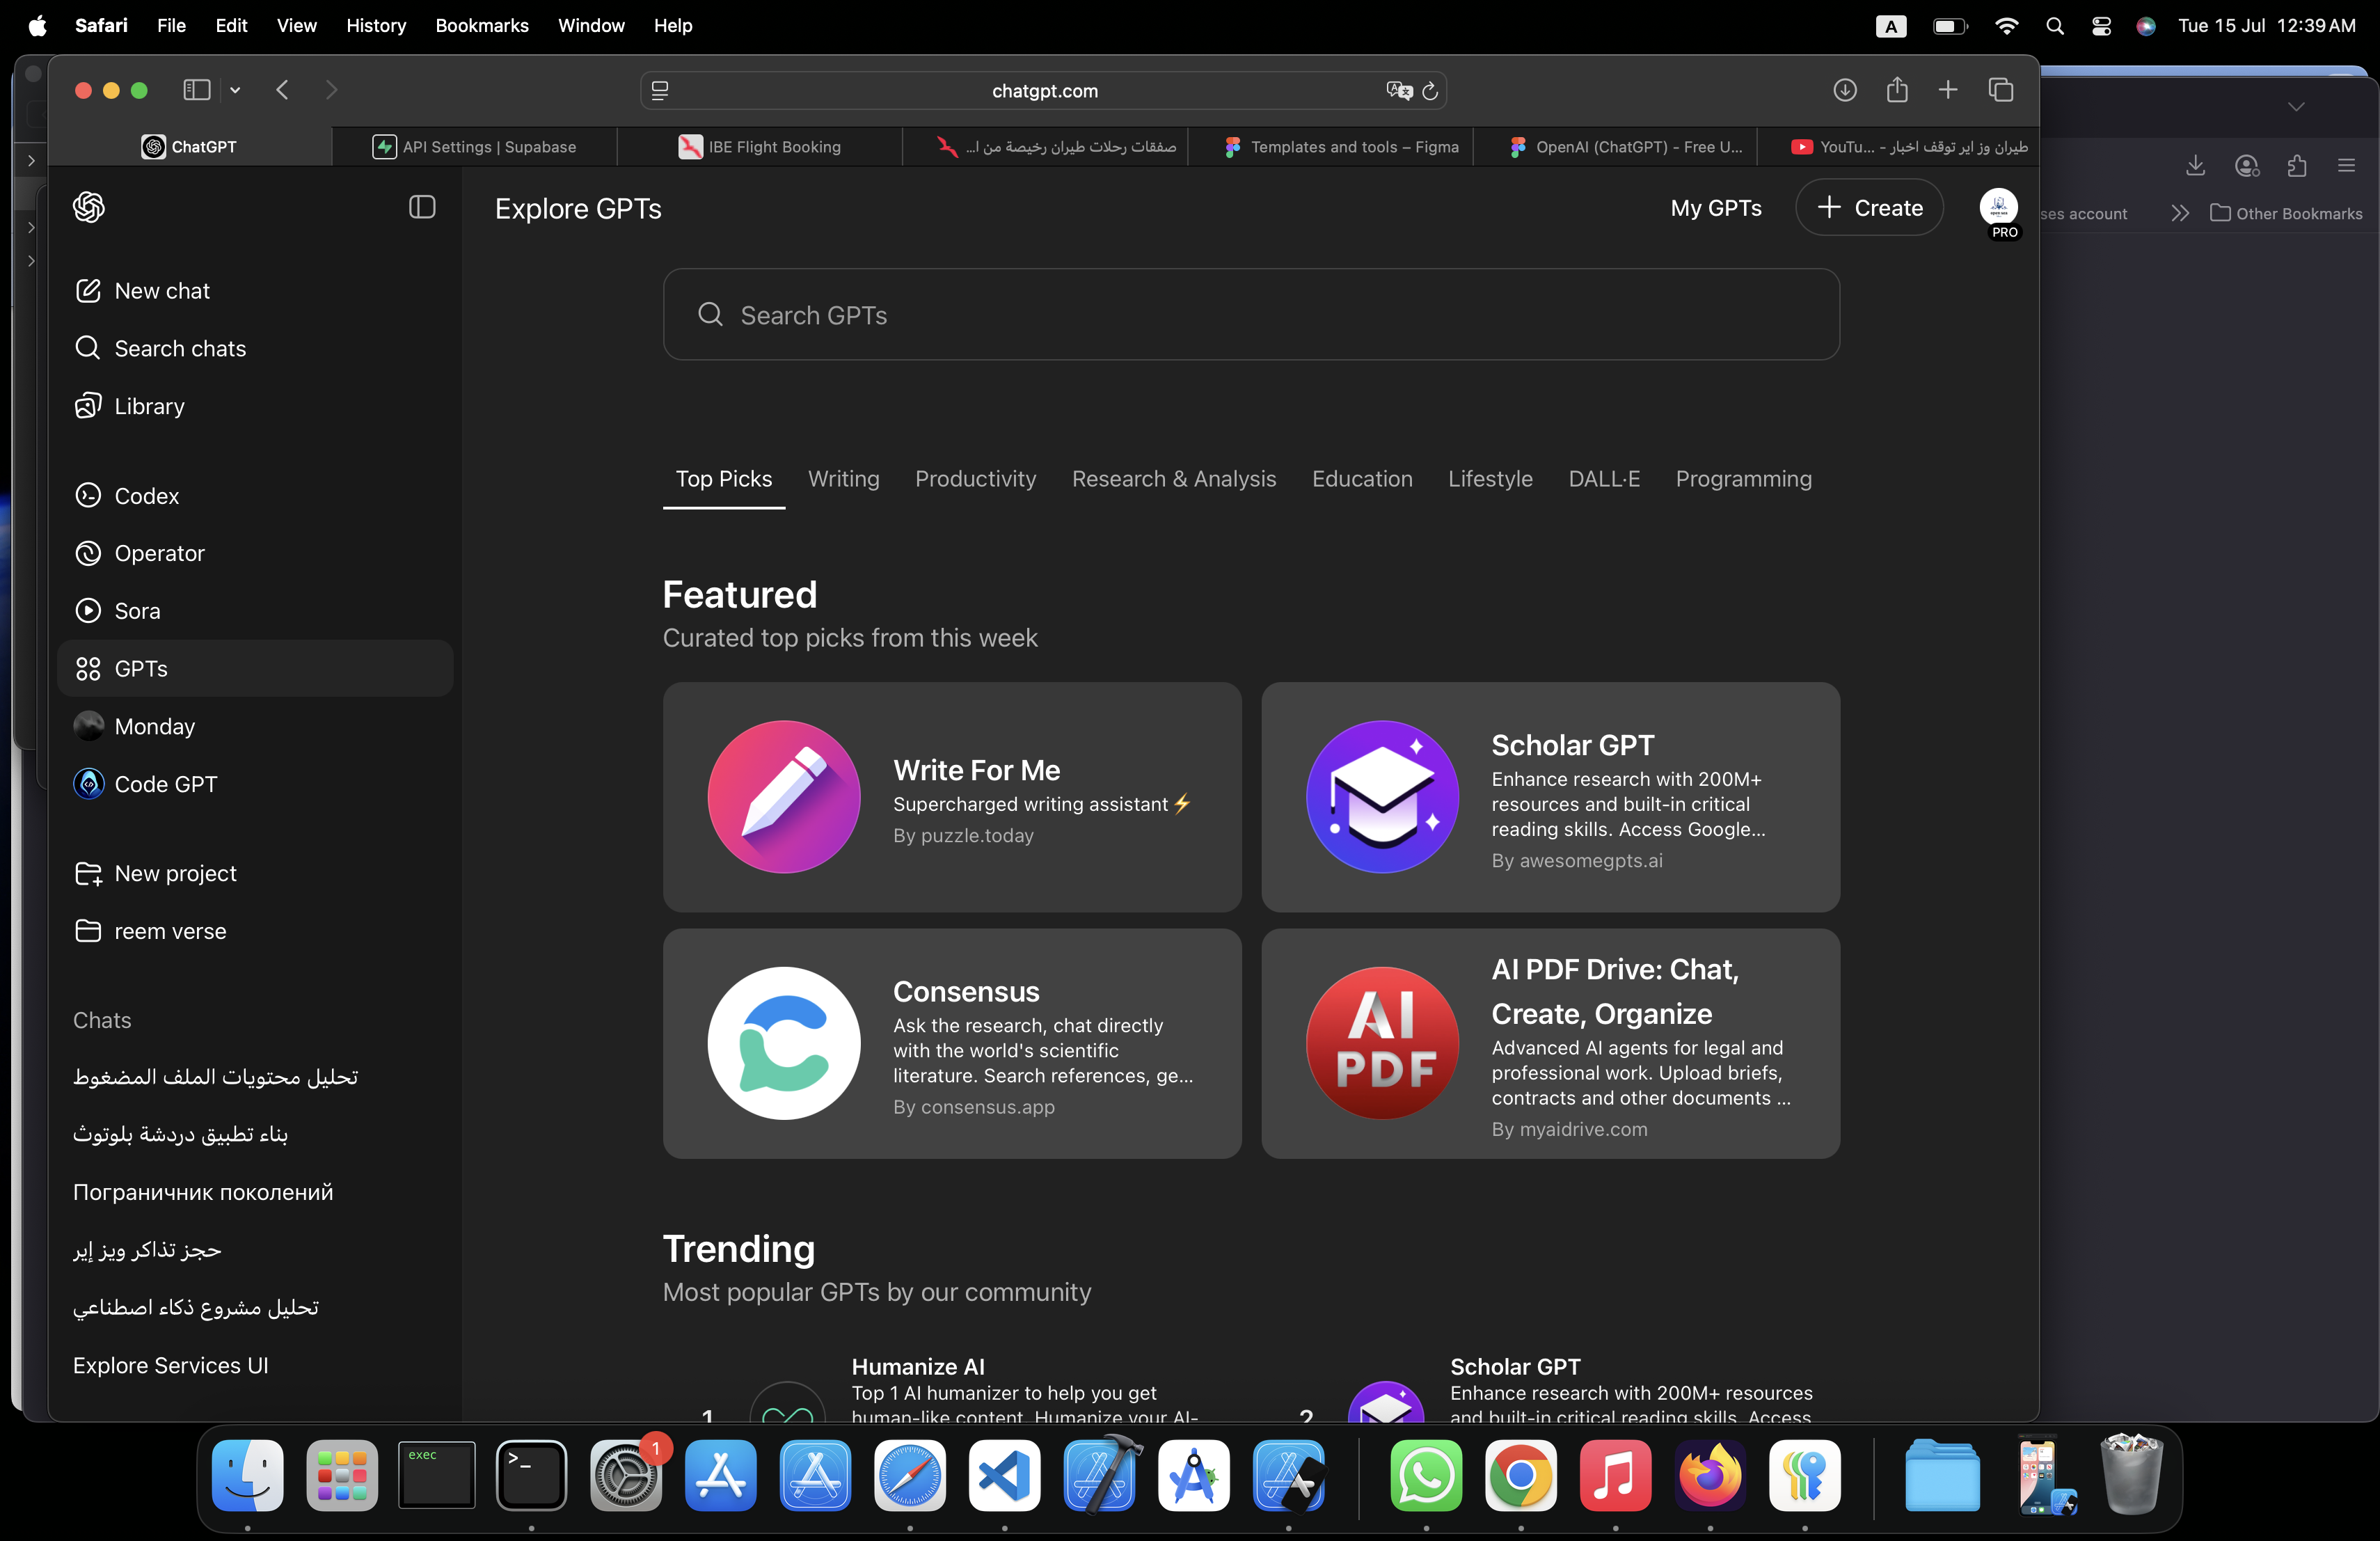 Safari File Edit View History Bookmarks Window Help
A
Tue 15 Jul 12:39 AM
chatgpt.com
ChatGPT
API Settings | Supabase
IBE Flight Booking
صفقات رحلات طيران رخيصة من ا...
Templates and tools – Figma
OpenAI (ChatGPT) - Free U...
طيران وز اير توقف اخبار - YouTu...
ses account
Other Bookmarks
Explore GPTs
My GPTs
Create
PRO
New chat
Search chats
Library
Codex
Operator
Sora
GPTs
Monday
Code GPT
New project
reem verse
Chats
تحليل محتويات الملف المضغوط
بناء تطبيق دردشة بلوتوث
Пограничник поколений
حجز تذاكر ويز إير
تحليل مشروع ذكاء اصطناعي
Explore Services UI
Search GPTs
Top Picks Writing Productivity Research & Analysis Education Lifestyle DALL·E Programming
Featured
Curated top picks from this week
Write For Me
Supercharged writing assistant⚡
By puzzle.today
Scholar GPT
Enhance research with 200M+
resources and built-in critical
reading skills. Access Google...
By awesomegpts.ai
Consensus
Ask the research, chat directly
with the world's scientific
literature. Search references, ge...
By consensus.app
AI
PDF
AI PDF Drive: Chat,
Create, Organize
Advanced AI agents for legal and
professional work. Upload briefs,
contracts and other documents ...
By myaidrive.com
Trending
Most popular GPTs by our community
1
Humanize AI
Top 1 AI humanizer to help you get
human-like content. Humanize your AI-
2
Scholar GPT
Enhance research with 200M+ resources
and built-in critical reading skills. Access
exec
>_
1